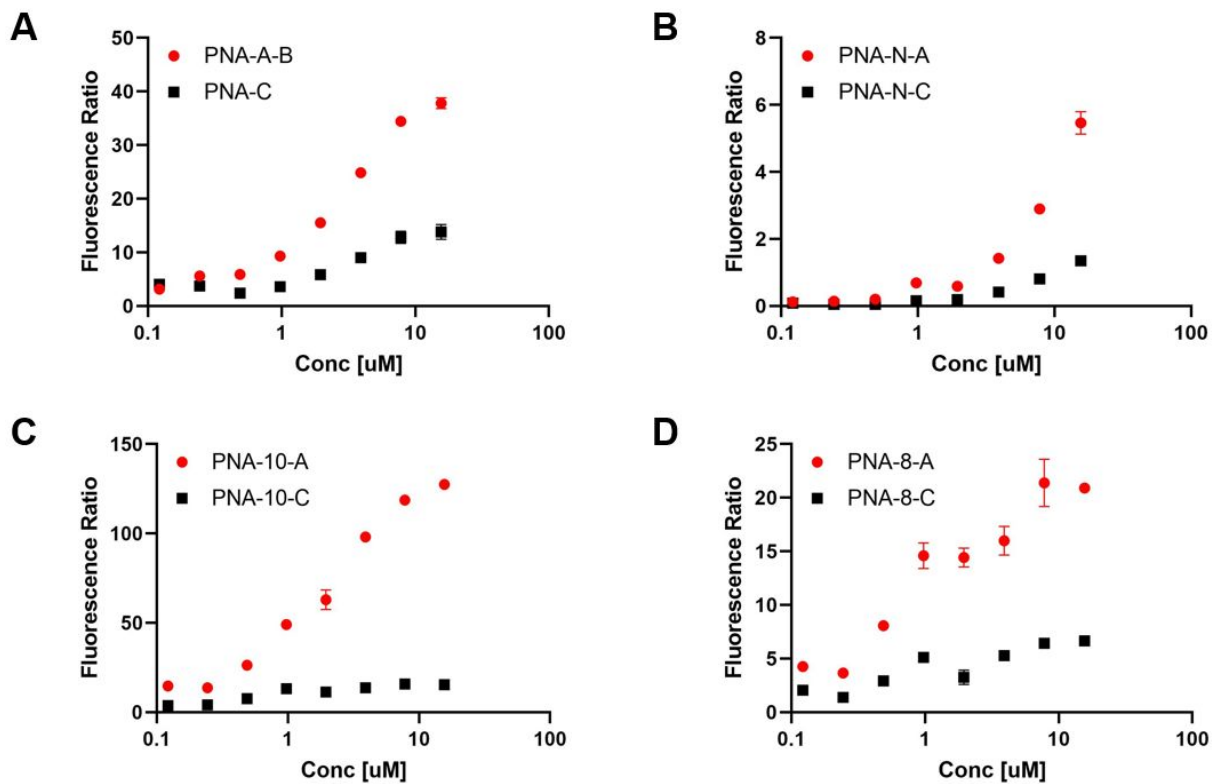 A
PNA-A-B
PNA-C
Fluorescence Ratio
50
40
30
20
10
0
0.1
1
10
100
Conc [uM]
B
PNA-N-A
PNA-N-C
Fluorescence Ratio
8
6
4
2
0
0.1
1
10
100
Conc [uM]
C
PNA-10-A
PNA-10-C
Fluorescence Ratio
150
100
50
0
0.1
1
10
100
Conc [uM]
D
PNA-8-A
PNA-8-C
Fluorescence Ratio
25
20
15
10
5
0
0.1
1
10
100
Conc [uM]